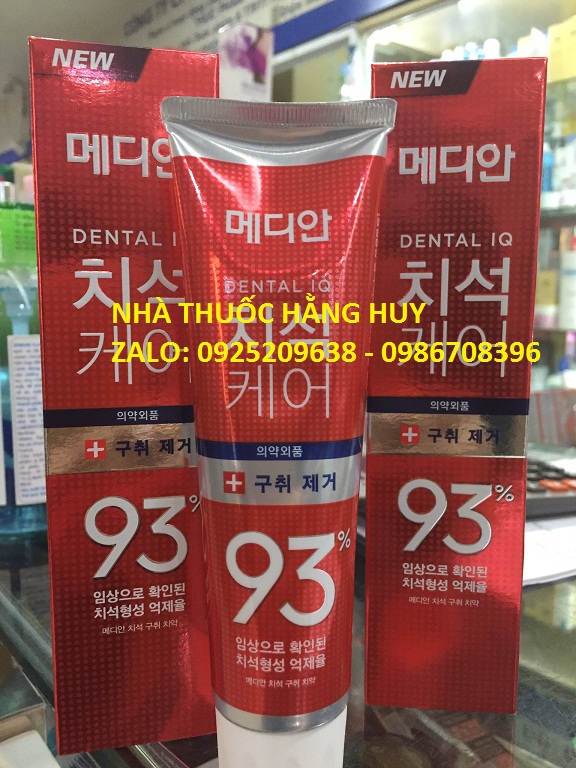 NEW
메디안
DENTAL IQ
치석
케어
의약외품
구취 제거
93%
임상으로 확인된
치석형성 억제율
메디안 치석 구취 치약
메디안
DENTAL IQ
치석
케어
의약외품
구취 제거
93%
임상으로 확인된
치석형성 억제율
메디안 치석 구취 치약
NEW
메디안
DENTAL IQ
치석
케어
의약외품
구취 제거
93%
임상으로 확인된
치석형성 억제율
메디안 치석 구취 치약
NHÀ THUỐC HẰNG HUY
ZALO: 0925209638 - 0986708396